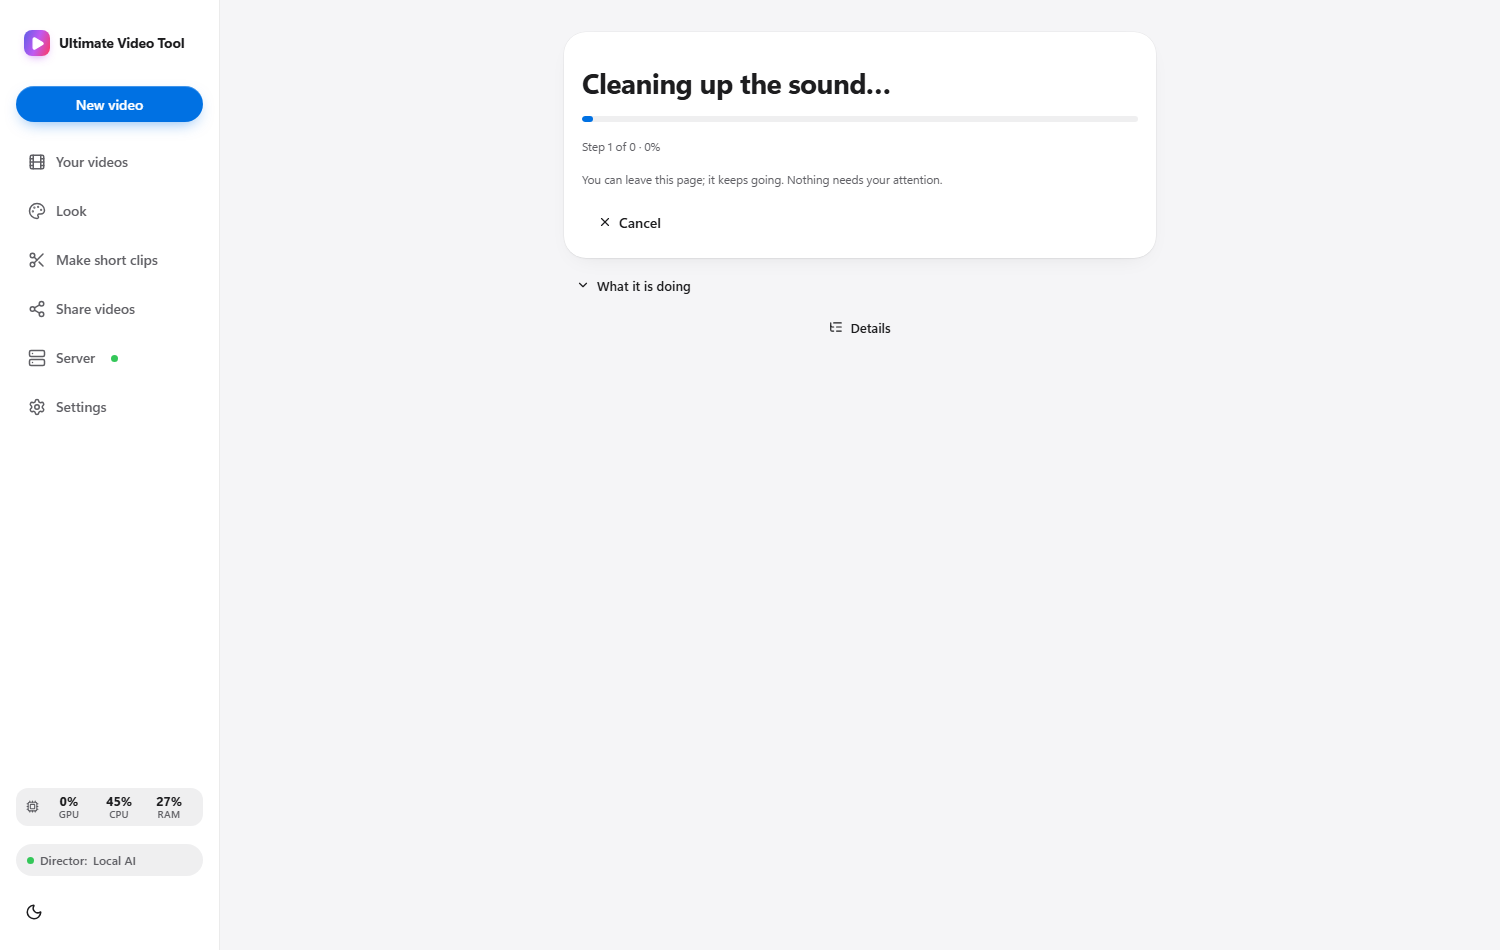 Ultimate Video Tool
New video
Your videos
Look
Make short clips
Share videos
Server
Settings
0% 45% 27%
GPU CPU RAM
Director: Local AI
Cleaning up the sound...
Step 1 of 0 · 0%
You can leave this page; it keeps going. Nothing needs your attention.
Cancel
What it is doing
Details